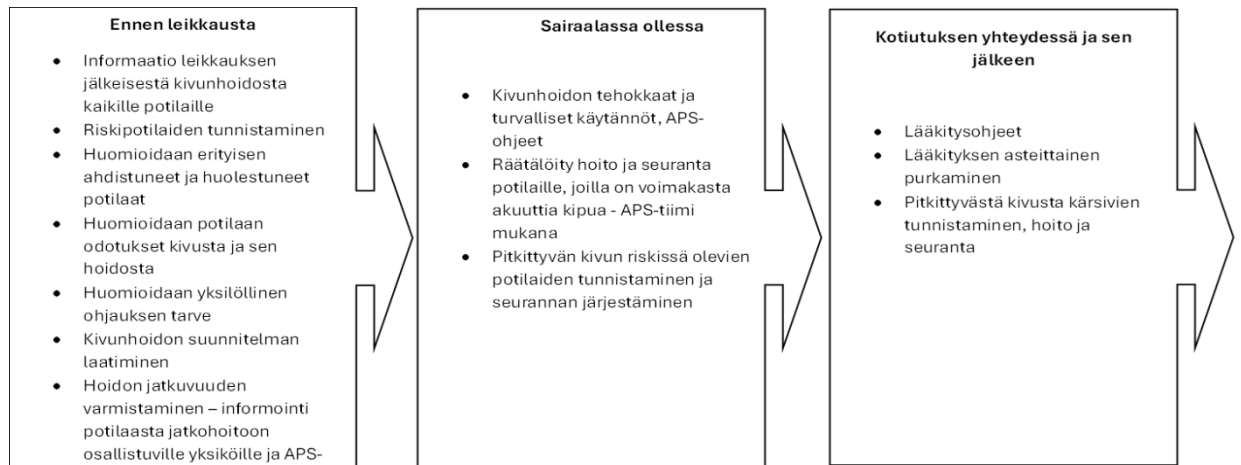 Ennen leikkausta
• Informaatio leikkauksen
jälkeisestä kivunhoidosta
kaikille potilaille
• Riskipotilaiden tunnistaminen
• Huomioidaan erityisen
ahdistuneet ja huolestuneet
potilaat
• Huomioidaan potilaan
odotukset kivusta ja sen
hoidosta
• Huomioidaan yksilöllinen
ohjauksen tarve
• Kivunhoidon suunnitelman
laatiminen
• Hoidon jatkuvuuden
varmistaminen – informointi
potilaasta jatkohoitoon
osallistuville yksiköille ja APS-
Sairaalassa ollessa
• Kivunhoidon tehokkaat ja
turvalliset käytännöt, APS-
ohjeet
• Räätälöity hoito ja seuranta
potilaille, joilla on voimakasta
akuuttia kipua - APS-tiimi
mukana
• Pitkittyvän kivun riskissä olevien
potilaiden tunnistaminen ja
seurannan järjestäminen
Kotiutuksen yhteydessä ja sen
jälkeen
• Lääkitysohjeet
• Lääkityksen asteittainen
purkaminen
• Pitkittyvästä kivusta kärsivien
tunnistaminen, hoito ja
seuranta